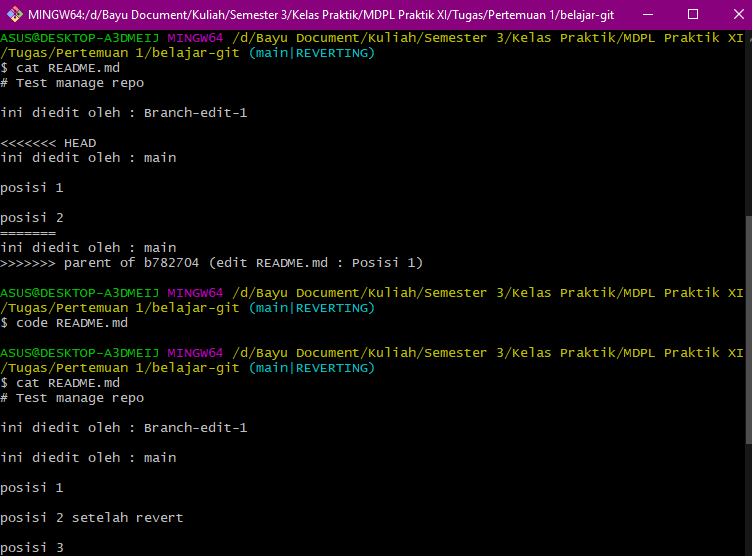 MINGW64:/d/Bayu Document/Kuliah/Semester 3/Kelas Praktik/MDPL Praktik XI/Tugas/Pertemuan 1/belajar-git
ASUS@DESKTOP-A3DMEIJ MINGW64 /d/Bayu Document/Kuliah/Semester 3/Kelas Praktik/MDPL Praktik XI
/Tugas/Pertemuan 1/belajar-git (main|REVERTING)
$ cat README.md
# Test manage repo
ini diedit oleh : Branch-edit-1
<<<<<<< HEAD
ini diedit oleh : main
posisi 1
posisi 2
=======
ini diedit oleh : main
>>>>>>> parent of b782704 (edit README.md : Posisi 1)
ASUS@DESKTOP-A3DMEIJ MINGW64 /d/Bayu Document/Kuliah/Semester 3/Kelas Praktik/MDPL Praktik XI
/Tugas/Pertemuan 1/belajar-git (main|REVERTING)
$ code README.md
ASUS@DESKTOP-A3DMEIJ MINGW64 /d/Bayu Document/Kuliah/Semester 3/Kelas Praktik/MDPL Praktik XI
/Tugas/Pertemuan 1/belajar-git (main|REVERTING)
$ cat README.md
# Test manage repo
ini diedit oleh : Branch-edit-1
ini diedit oleh : main
posisi 1
posisi 2 setelah revert
posisi 3